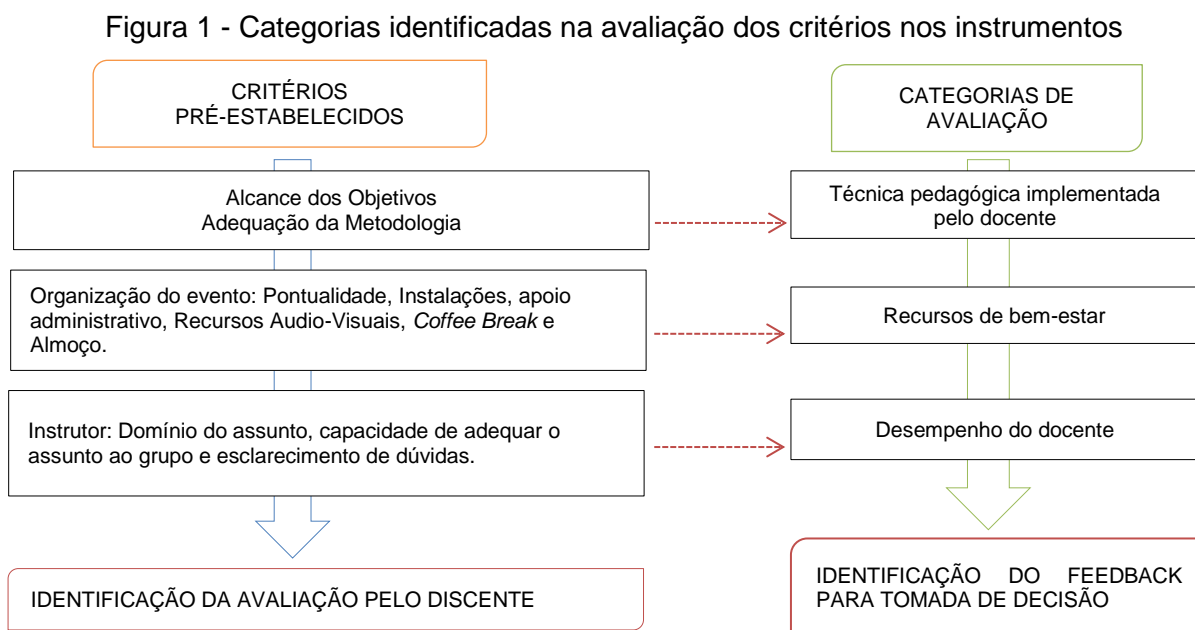 Figura 1 - Categorias identificadas na avaliação dos critérios nos instrumentos
CRITÉRIOS
PRÉ-ESTABELECIDOS
CATEGORIAS DE
AVALIAÇÃO
Alcance dos Objetivos
Adequação da Metodologia
Técnica pedagógica implementada
pelo docente
Organização do evento: Pontualidade, Instalações, apoio
administrativo, Recursos Audio-Visuais, Coffee Break e
Almoço.
Recursos de bem-estar
Instrutor: Domínio do assunto, capacidade de adequar o
assunto ao grupo e esclarecimento de dúvidas.
Desempenho do docente
IDENTIFICAÇÃO DA AVALIAÇÃO PELO DISCENTE
IDENTIFICAÇÃO DO FEEDBACK
PARA TOMADA DE DECISÃO